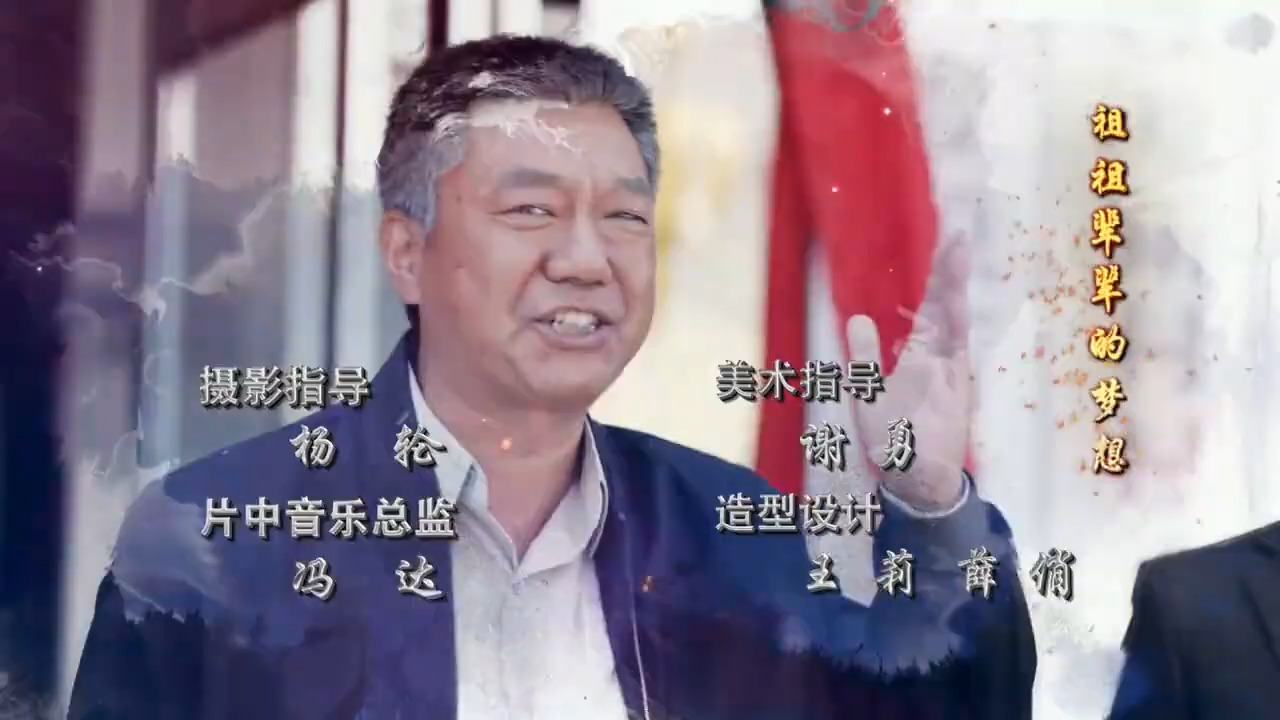 摄影指导
杨 轮
片中音乐总监
冯 达
美术指导
谢 勇
造型设计
王 莉 薛 俏
祖祖辈辈的梦想